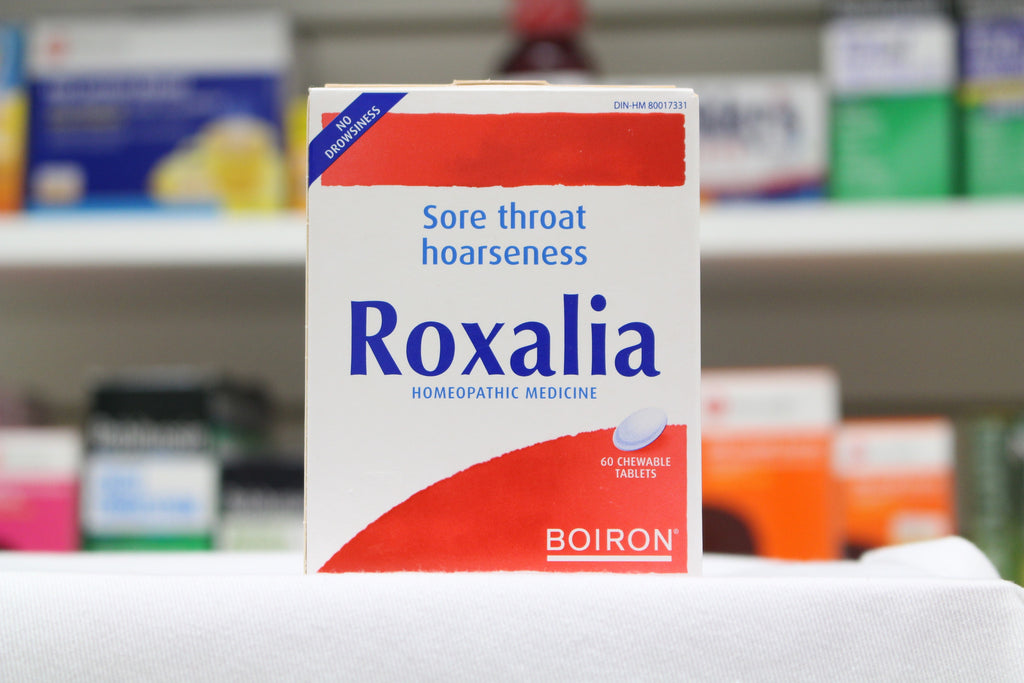 DIN-HM 80017331
NO
DROWSINESS
Sore throat
hoarseness
Roxalia
HOMEOPATHIC MEDICINE
60 CHEWABLE
TABLETS
BOIRON®